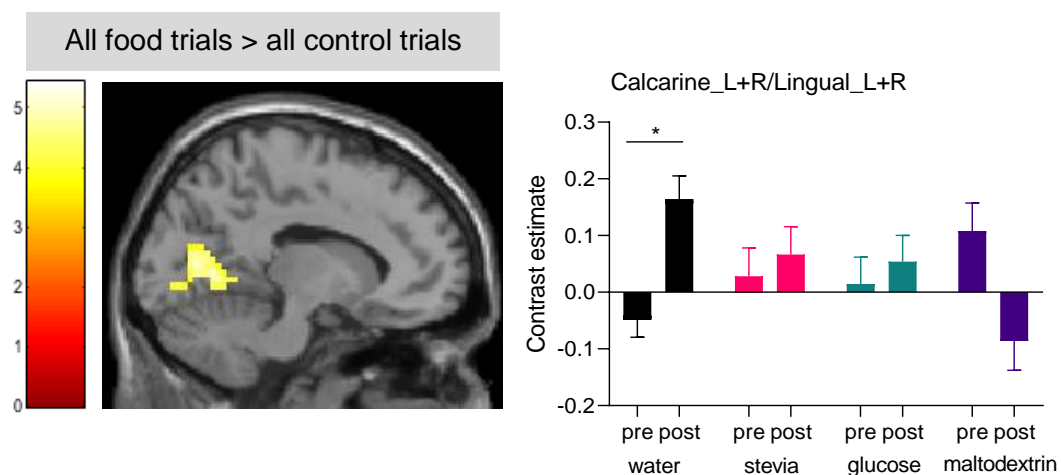 All food trials > all control trials
5
4
3
2
1
0
Calcarine_L+R/Lingual_L+R
Contrast estimate
0.3
0.2
0.1
0.0
-0.1
-0.2
*
pre post pre post pre post pre post
water stevia glucose maltodextrin